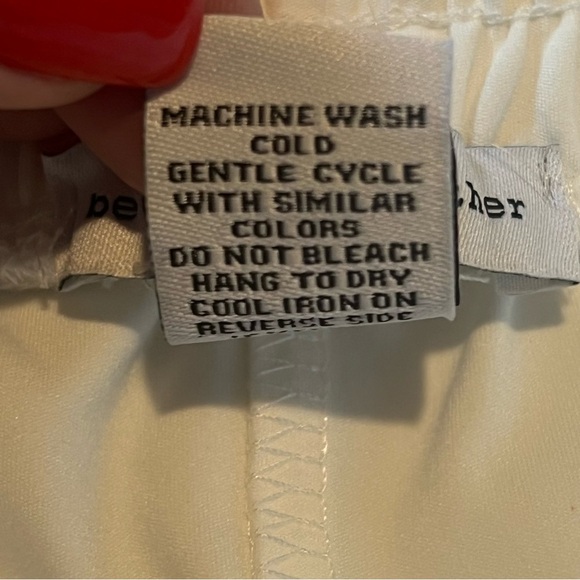 MACHINE WASH
COLD
GENTLE CYCLE
WITH SIMILAR
COLORS
DO NOT BLEACH
HANG TO DRY
COOL IRON ON
REVERSE SIDE